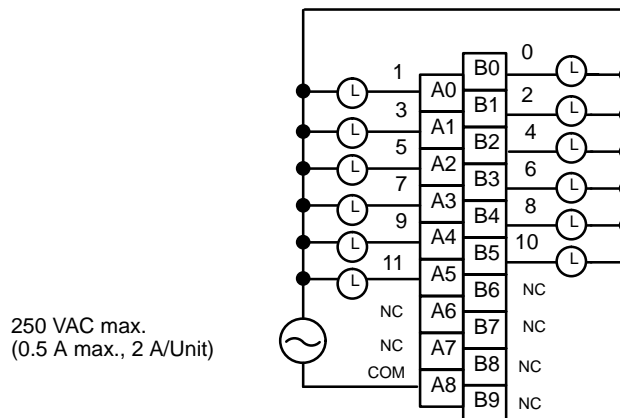 0
B0
L
1
L
A0
B1
2
L
3
L
A1
B2
4
L
5
L
A2
B3
6
L
7
L
A3
B4
8
L
9
L
A4
B5
10
L
11
L
A5
B6
NC
NC
A6
B7
NC
NC
A7
B8
NC
COM
A8
B9
NC
250 VAC max.
(0.5 A max., 2 A/Unit)